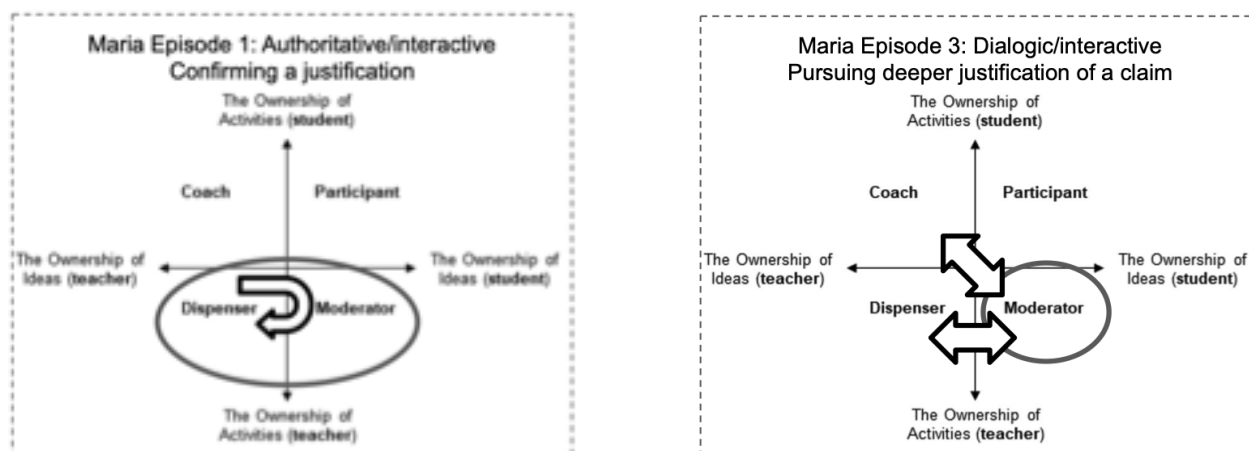 Maria Episode 1: Authoritative/interactive
Confirming a justification
The Ownership of
Activities (student)
Coach
Participant
The Ownership of
Ideas (teacher)
The Ownership of
Ideas (student)
Dispenser
Moderator
The Ownership of
Activities (teacher)
Maria Episode 3: Dialogic/interactive
Pursuing deeper justification of a claim
The Ownership of
Activities (student)
Coach
Participant
The Ownership of
Ideas (teacher)
The Ownership of
Ideas (student)
Dispenser
Moderator
The Ownership of
Activities (teacher)